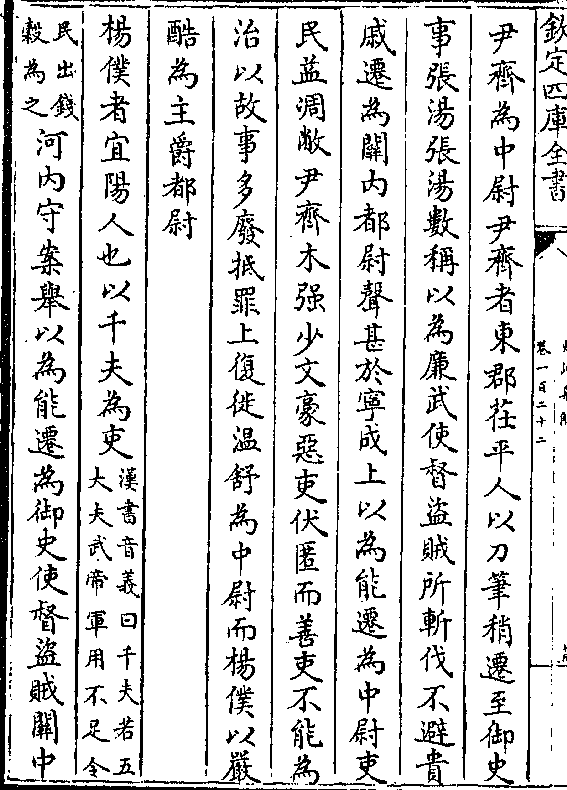 欽定四庫全書
卷一百二十二
尹齊為中尉尹齊者東郡茌平人以刀筆稍遷至御史
事張湯張湯數稱以為廉武使督盜賊所斬伐不避貴
戚遷為關内都尉聲甚於寧成上以為能遷為中尉吏
民益凋敝尹齊木强少文豪惡吏伏匿而善吏不能為
治以故事多廢抵罪上復徙温舒為中尉而楊僕以嚴
酷為主爵都尉
楊僕者宜陽人也以千夫為吏漢書音義曰千夫若五大夫武帝軍用不足令
民出錢穀為之河内守案舉以為能遷為御史使督盜賊關中